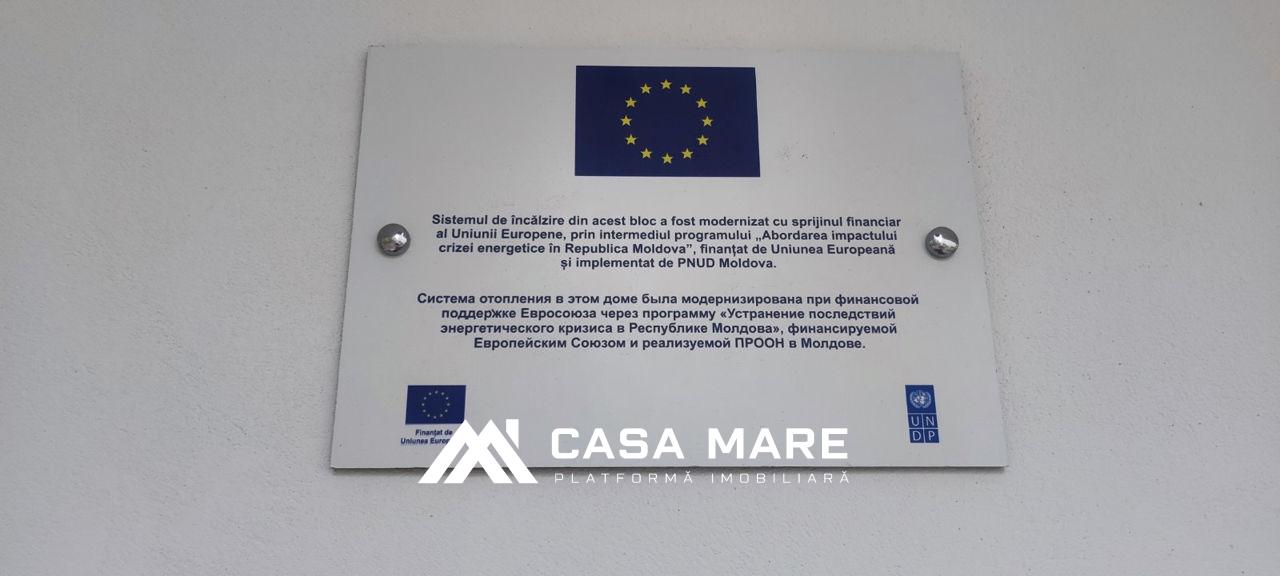 Sistemul de încălzire din acest bloc a fost modernizat cu sprijinul financiar
al Uniunii Europene, prin intermediul programului „Abordarea impactului
crizei energetice în Republica Moldova”, finanțat de Uniunea Europeană
și implementat de PNUD Moldova.
Система отопления в этом доме была модернизирована при финансовой
поддержке Евросоюза через программу «Устранение последствий
энергетического кризиса в Республике Молдова», финансируемой
Европейским Союзом и реализуемой ПРООН в Молдове.
Finanțat de
Uniunea
UN
DP
CASA MARE
PLATFORMĂ IMOBILIARĂ